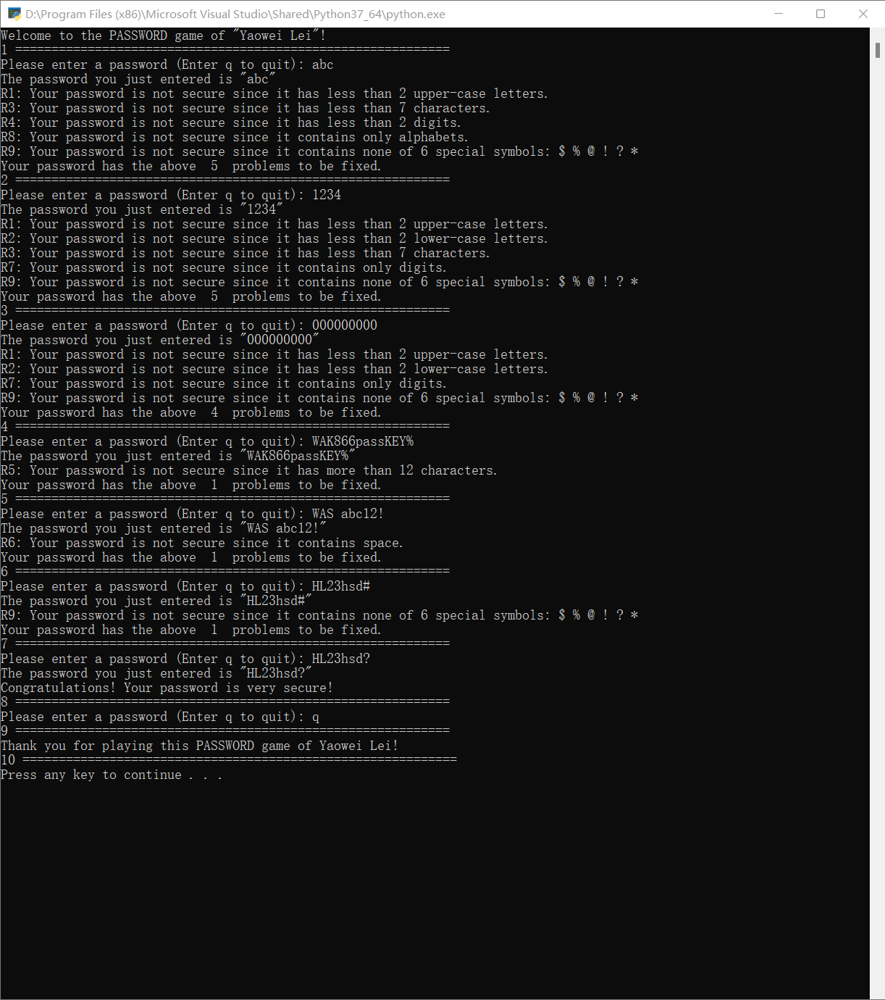 D:\Program Files (x86)\Microsoft Visual Studio\Shared\Python37_64\python.exe
Welcome to the PASSWORD game of "Yaowei Lei"!
1 ============================================================
Please enter a password (Enter q to quit): abc
The password you just entered is "abc"
R1: Your password is not secure since it has less than 2 upper-case letters.
R3: Your password is not secure since it has less than 7 characters.
R4: Your password is not secure since it has less than 2 digits.
R8: Your password is not secure since it contains only alphabets.
R9: Your password is not secure since it contains none of 6 special symbols: $ % @ ! ? *
Your password has the above  5  problems to be fixed.
2 ============================================================
Please enter a password (Enter q to quit): 1234
The password you just entered is "1234"
R1: Your password is not secure since it has less than 2 upper-case letters.
R2: Your password is not secure since it has less than 2 lower-case letters.
R3: Your password is not secure since it has less than 7 characters.
R7: Your password is not secure since it contains only digits.
R9: Your password is not secure since it contains none of 6 special symbols: $ % @ ! ? *
Your password has the above  5  problems to be fixed.
3 ============================================================
Please enter a password (Enter q to quit): 000000000
The password you just entered is "000000000"
R1: Your password is not secure since it has less than 2 upper-case letters.
R2: Your password is not secure since it has less than 2 lower-case letters.
R7: Your password is not secure since it contains only digits.
R9: Your password is not secure since it contains none of 6 special symbols: $ % @ ! ? *
Your password has the above  4  problems to be fixed.
4 ============================================================
Please enter a password (Enter q to quit): WAK866passKEY%
The password you just entered is "WAK866passKEY%"
R5: Your password is not secure since it has more than 12 characters.
Your password has the above  1  problems to be fixed.
5 ============================================================
Please enter a password (Enter q to quit): WAS abc12!
The password you just entered is "WAS abc12!"
R6: Your password is not secure since it contains space.
Your password has the above  1  problems to be fixed.
6 ============================================================
Please enter a password (Enter q to quit): HL23hsd#
The password you just entered is "HL23hsd#"
R9: Your password is not secure since it contains none of 6 special symbols: $ % @ ! ? *
Your password has the above  1  problems to be fixed.
7 ============================================================
Please enter a password (Enter q to quit): HL23hsd?
The password you just entered is "HL23hsd?"
Congratulations! Your password is very secure!
8 ============================================================
Please enter a password (Enter q to quit): q
9 ============================================================
Thank you for playing this PASSWORD game of Yaowei Lei!
10 ============================================================
Press any key to continue . . .